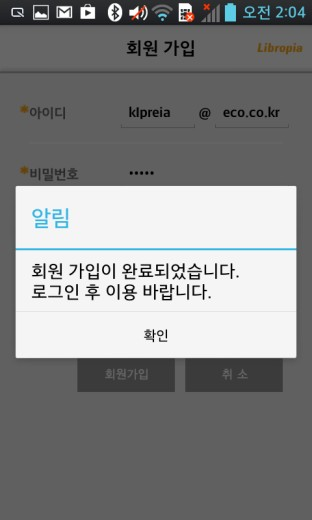 오전 2:04
회원 가입
Libropia
*아이디 klpreia @ eco.co.kr
*비밀번호 •••••
알림
회원 가입이 완료되었습니다.
로그인 후 이용 바랍니다.
확인
회원가입 취 소